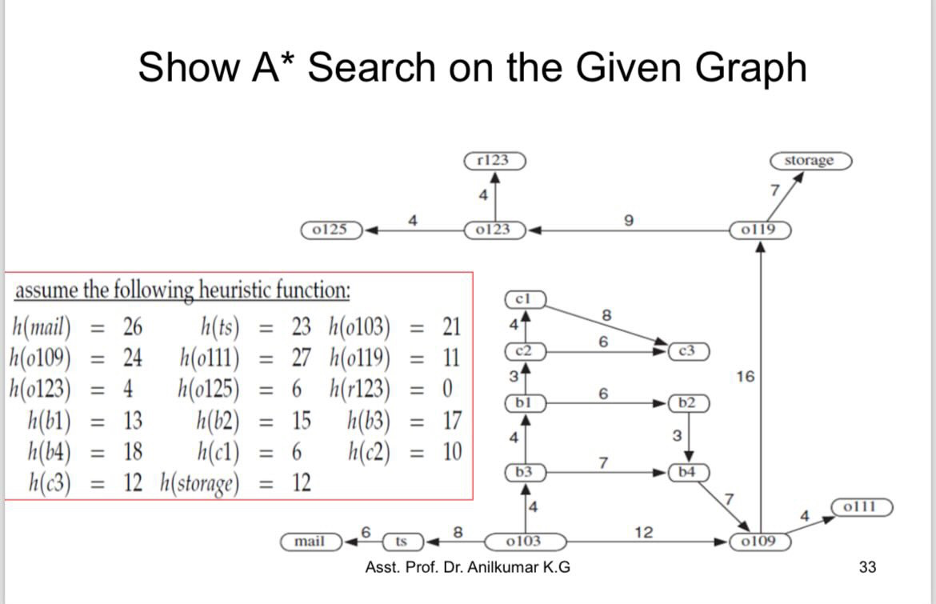 Show A* Search on the Given Graph
r123
storage
4
7
o125
4
o123
9
o119
assume the following heuristic function:
h(mail) = 26 h(ts) = 23 h(o103) = 21
h(o109) = 24 h(o111) = 27 h(o119) = 11
h(o123) = 4 h(o125) = 6 h(r123) = 0
h(b1) = 13 h(b2) = 15 h(b3) = 17
h(b4) = 18 h(c1) = 6 h(c2) = 10
h(c3) = 12 h(storage) = 12
c1
8
4
c2
6
c3
3
16
b1
6
b2
4
3
b3
7
b4
4
7
4
o111
mail
6
ts
8
o103
12
o109
Asst. Prof. Dr. Anilkumar K.G
33